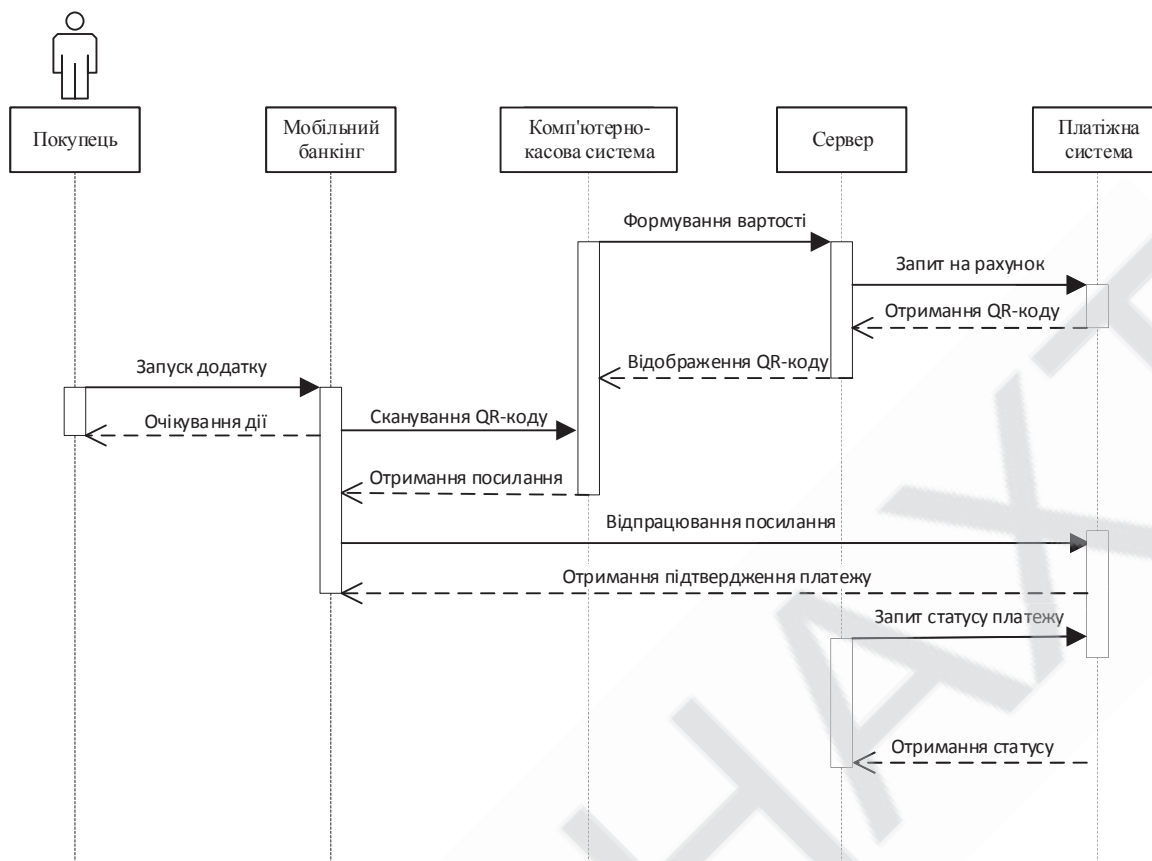 Покупець
Мобільний
банкінг
Комп'ютерно-
касова система
Сервер
Платіжна
система
Формування вартості
Запит на рахунок
Отримання QR-коду
Відображення QR-коду
Запуск додатку
Очікування дії
Сканування QR-коду
Отримання посилання
Відпрацювання посилання
Отримання підтвердження платежу
Запит статусу платежу
Отримання статусу
НАХТ